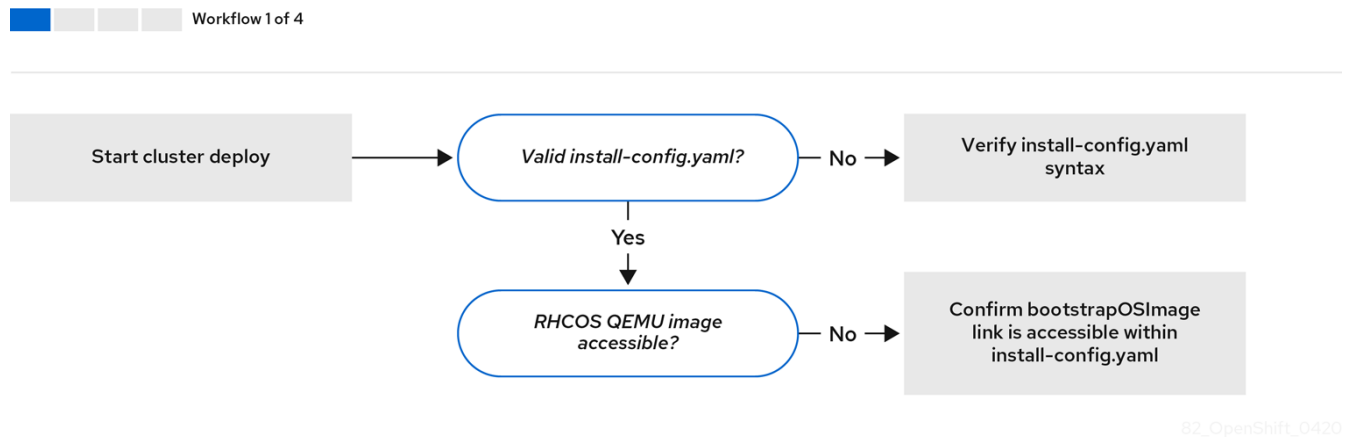 Workflow 1 of 4
Start cluster deploy
Valid install-config.yaml?
No
Verify install-config.yaml
syntax
Yes
RHCOS QEMU image
accessible?
No
Confirm bootstrapOSImage
link is accessible within
install-config.yaml
82_OpenShift_0420